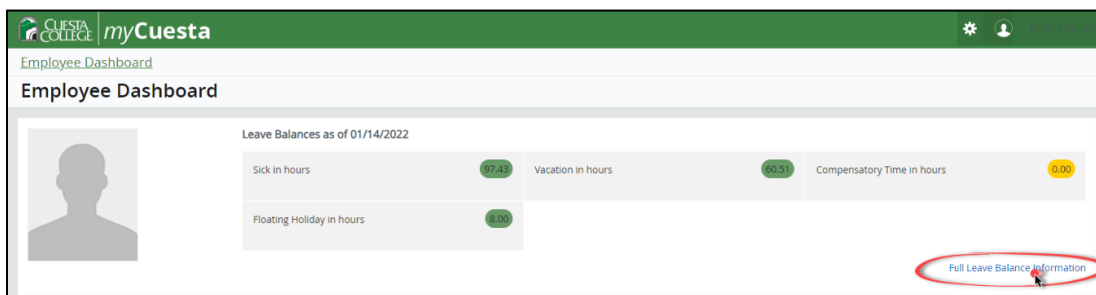 CUESTA COLLEGE myCuesta
Employee Dashboard
Employee Dashboard
Leave Balances as of 01/14/2022
Sick in hours 97.43 Vacation in hours 60.51 Compensatory Time in hours 0.00
Floating Holiday in hours 8.00
Full Leave Balance Information